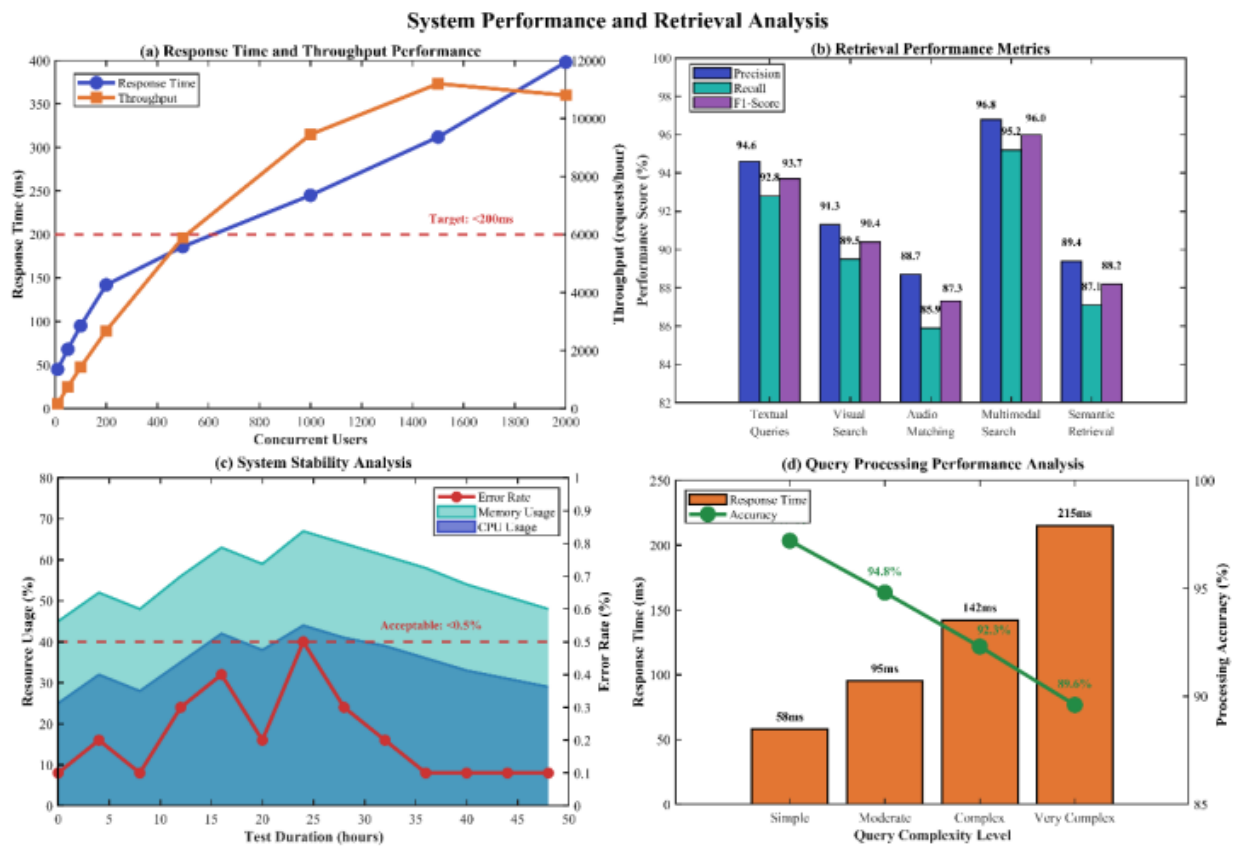 System Performance and Retrieval Analysis
(a) Response Time and Throughput Performance
Response Time
Throughput
Target: <200ms
400
350
300
250
200
150
100
50
0
Response Time (ms)
12000
10000
8000
6000
4000
2000
0
Throughput (requests/hour)
0 200 400 600 800 1000 1200 1400 1600 1800 2000
Concurrent Users
(b) Retrieval Performance Metrics
Precision
Recall
F1-Score
100
98
96
94
92
90
88
86
84
82
Performance Score (%)
94.6 92.8 93.7
91.3 89.5 90.4
88.7 85.9 87.3
96.8 95.2 96.0
89.4 87.1 88.2
Textual Visual Audio Multimodal Semantic
Queries Search Matching Search Retrieval
(c) System Stability Analysis
Error Rate
Memory Usage
CPU Usage
Acceptable: <0.5%
80
70
60
50
40
30
20
10
0
Resource Usage (%)
1
0.9
0.8
0.7
0.6
0.5
0.4
0.3
0.2
0.1
0
Error Rate (%)
0 5 10 15 20 25 30 35 40 45 50
Test Duration (hours)
(d) Query Processing Performance Analysis
Response Time
Accuracy
250
200
150
100
50
0
Response Time (ms)
58ms
95ms
142ms
215ms
94.8%
92.3%
89.6%
100
95
90
85
Processing Accuracy (%)
Simple Moderate Complex Very Complex
Query Complexity Level